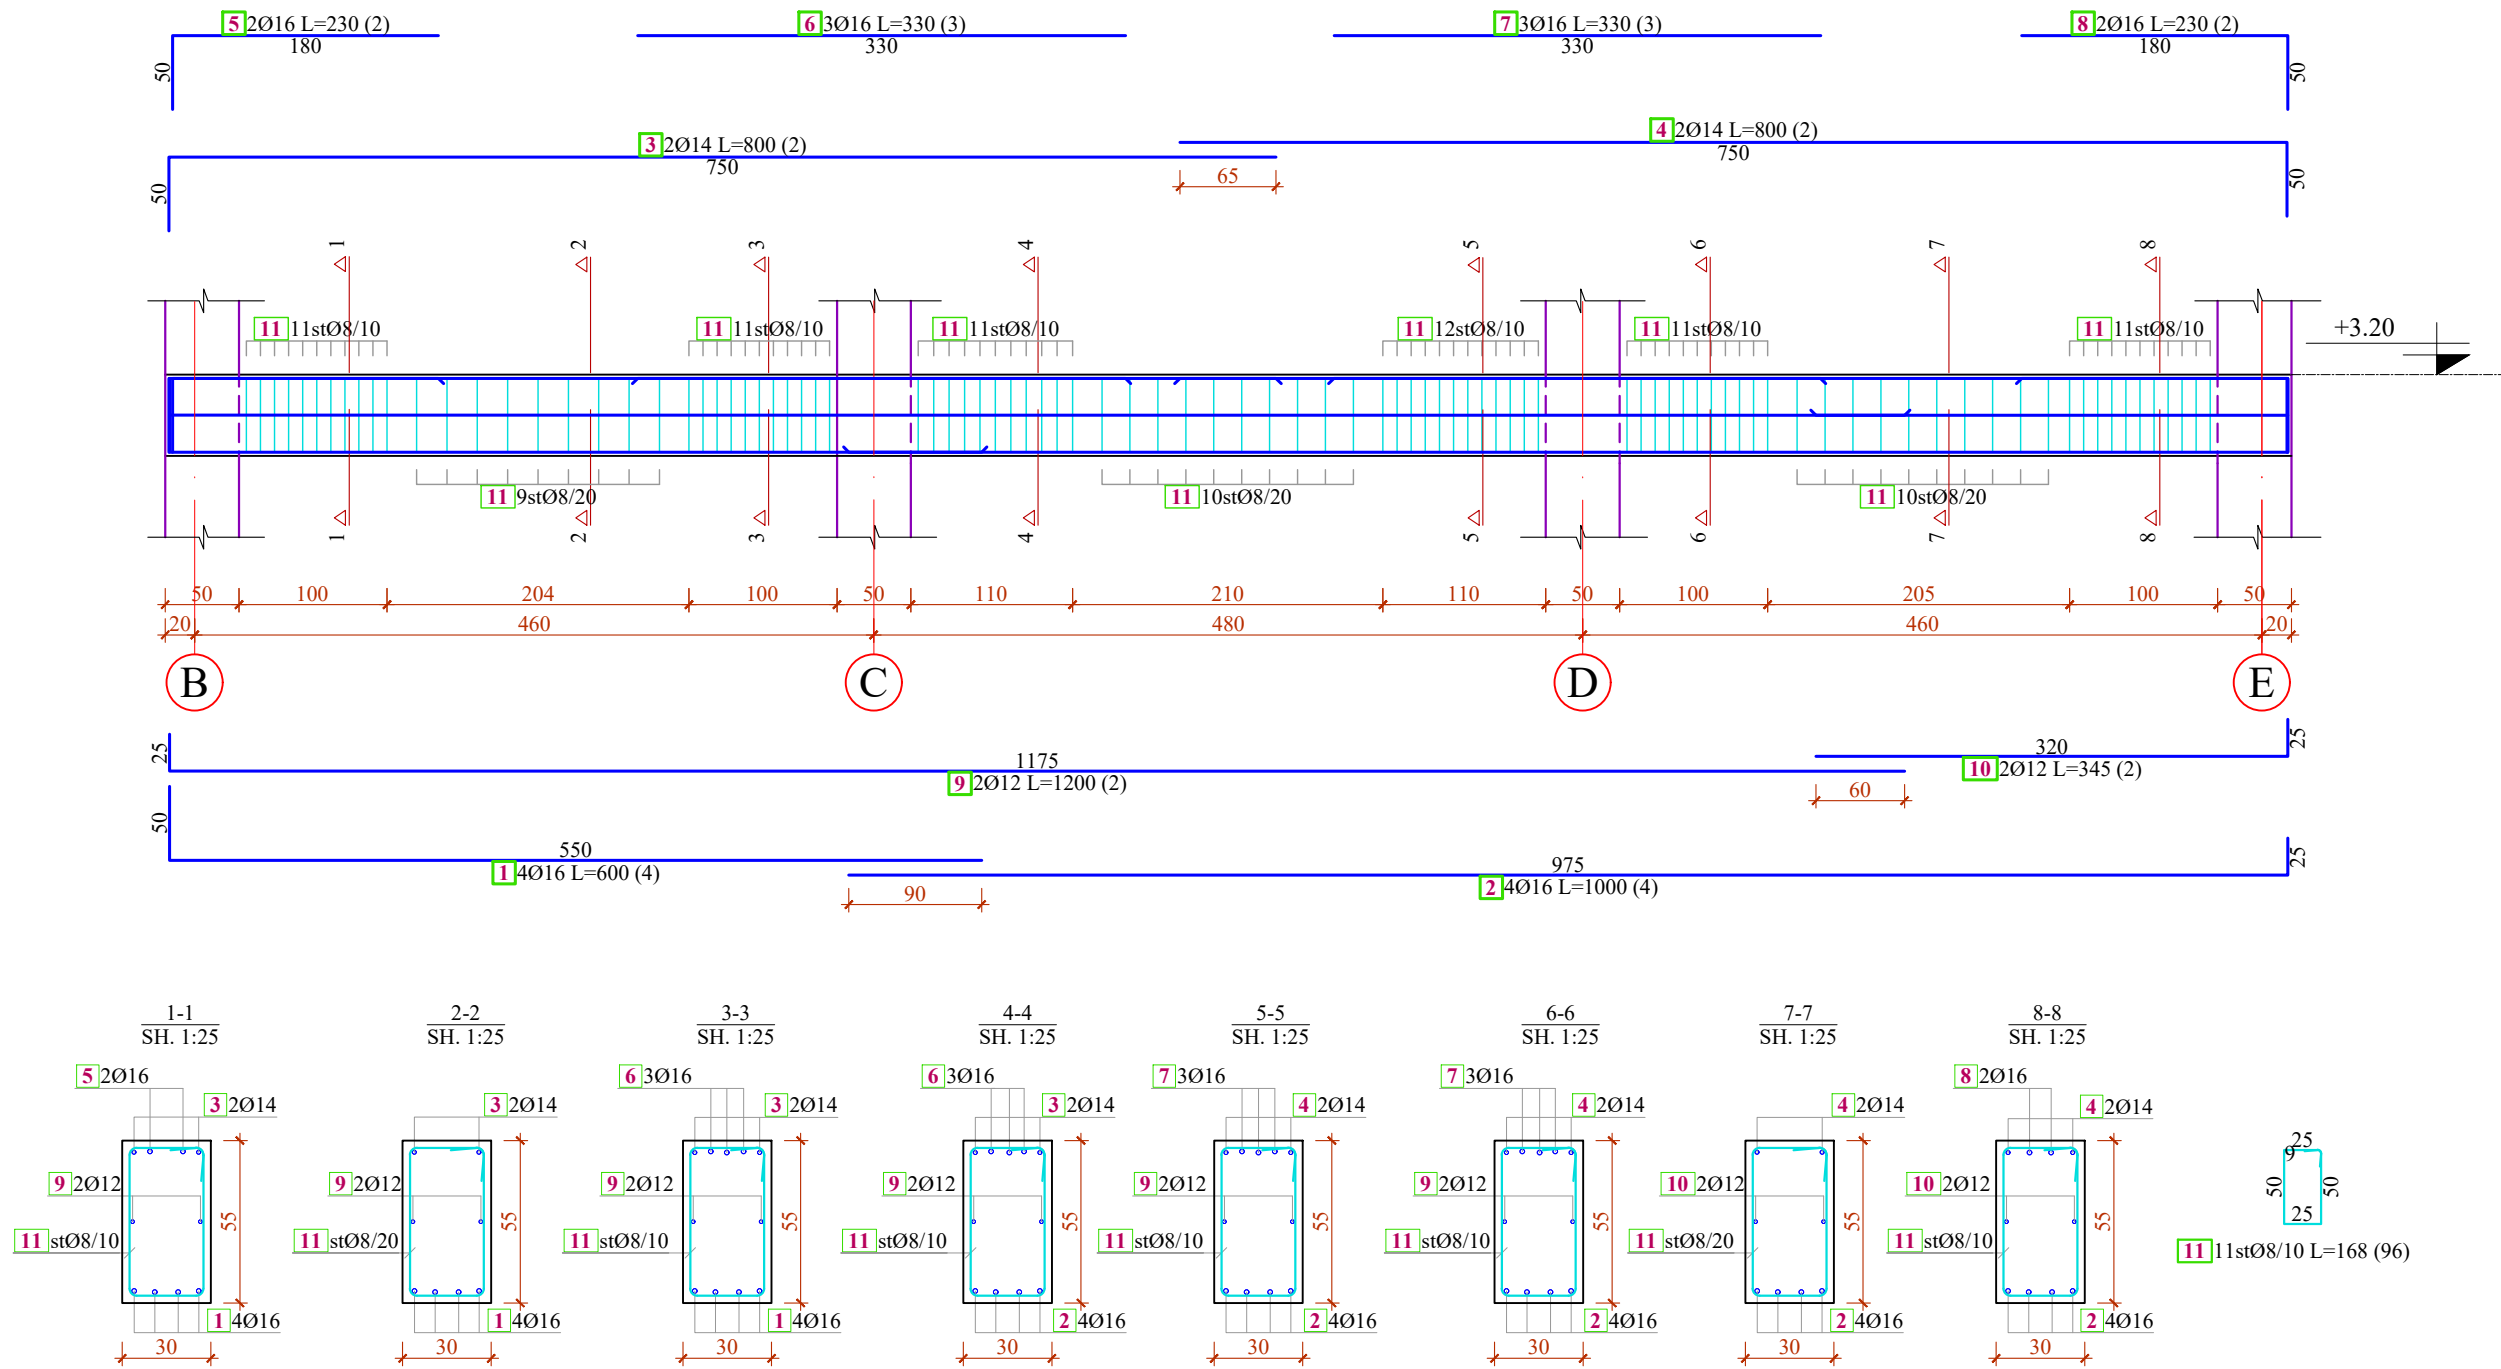 5 2Ø16 L=230 (2)
180
50
6 3Ø16 L=330 (3)
330
7 3Ø16 L=330 (3)
330
8 2Ø16 L=230 (2)
180
50
3 2Ø14 L=800 (2)
750
50
65
4 2Ø14 L=800 (2)
750
50
1 2 3 4 5 6 7 8
11 11stØ8/10
11 11stØ8/10
11 11stØ8/10
11 12stØ8/10
11 11stØ8/10
11 11stØ8/10
+3.20
11 9stØ8/20
11 10stØ8/20
11 10stØ8/20
1 2 3 4 5 6 7 8
50 100 204 100 50 110 210 110 50 100 205 100 50
20 460 480 460 20
B C D E
25
1175
9 2Ø12 L=1200 (2)
320
25
10 2Ø12 L=345 (2)
60
50
550
1 4Ø16 L=600 (4)
975
25
2 4Ø16 L=1000 (4)
90
1-1
SH. 1:25
5 2Ø16
3 2Ø14
9 2Ø12
11 stØ8/10
55
1 4Ø16
30
2-2
SH. 1:25
3 2Ø14
9 2Ø12
11 stØ8/20
55
1 4Ø16
30
3-3
SH. 1:25
6 3Ø16
3 2Ø14
9 2Ø12
11 stØ8/10
55
1 4Ø16
30
4-4
SH. 1:25
6 3Ø16
3 2Ø14
9 2Ø12
11 stØ8/10
55
2 4Ø16
30
5-5
SH. 1:25
7 3Ø16
4 2Ø14
9 2Ø12
11 stØ8/10
55
2 4Ø16
30
6-6
SH. 1:25
7 3Ø16
4 2Ø14
9 2Ø12
11 stØ8/10
55
2 4Ø16
30
7-7
SH. 1:25
4 2Ø14
10 2Ø12
11 stØ8/20
55
2 4Ø16
30
8-8
SH. 1:25
8 2Ø16
4 2Ø14
10 2Ø12
11 stØ8/10
55
2 4Ø16
30
25
9
50
50
25
11 11stØ8/10 L=168 (96)